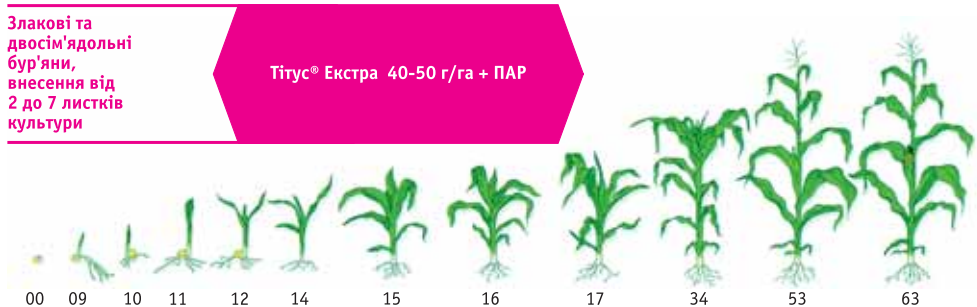 Злакові та
двосім'ядольні
бур'яни,
внесення від
2 до 7 листків
культури
Тітус® Екстра 40-50 г/га + ПАР
00 09 10 11 12 14 15 16 17 34 53 63